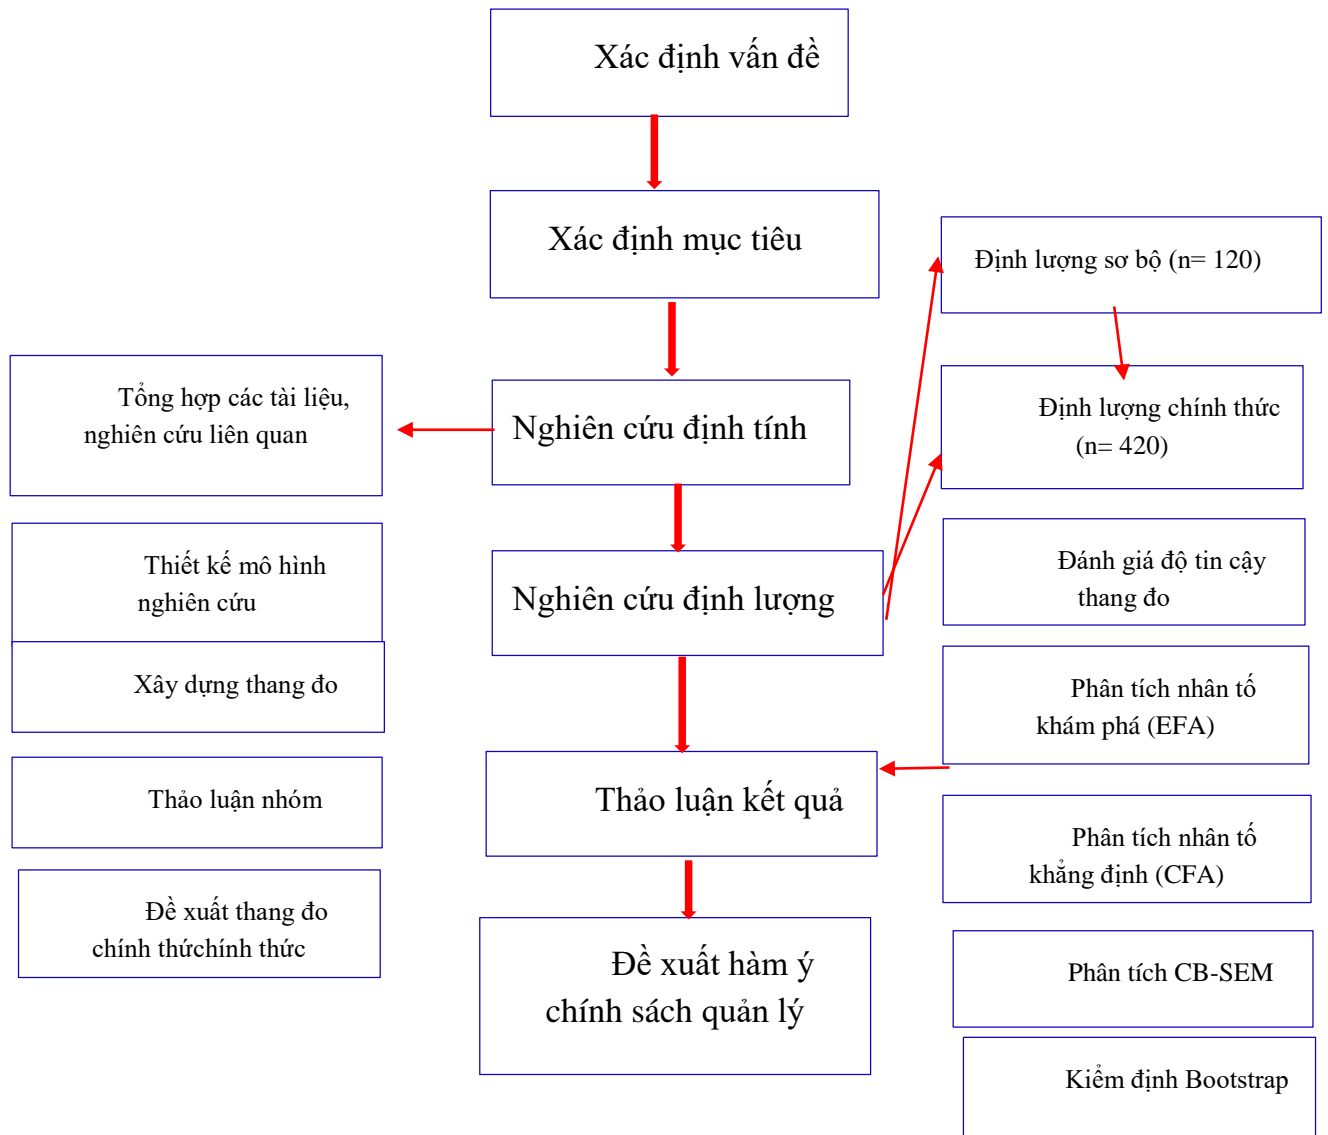 Xác định vấn đề
Xác định mục tiêu
Nghiên cứu định tính
Nghiên cứu định lượng
Thảo luận kết quả
Đề xuất hàm ý
chính sách quản lý
Tổng hợp các tài liệu,
nghiên cứu liên quan
Thiết kế mô hình
nghiên cứu
Xây dựng thang đo
Thảo luận nhóm
Đề xuất thang đo
chính thứchính thức
Định lượng sơ bộ (n= 120)
Định lượng chính thức
(n= 420)
Đánh giá độ tin cậy
thang đo
Phân tích nhân tố
khám phá (EFA)
Phân tích nhân tố
khẳng định (CFA)
Phân tích CB-SEM
Kiểm định Bootstrap